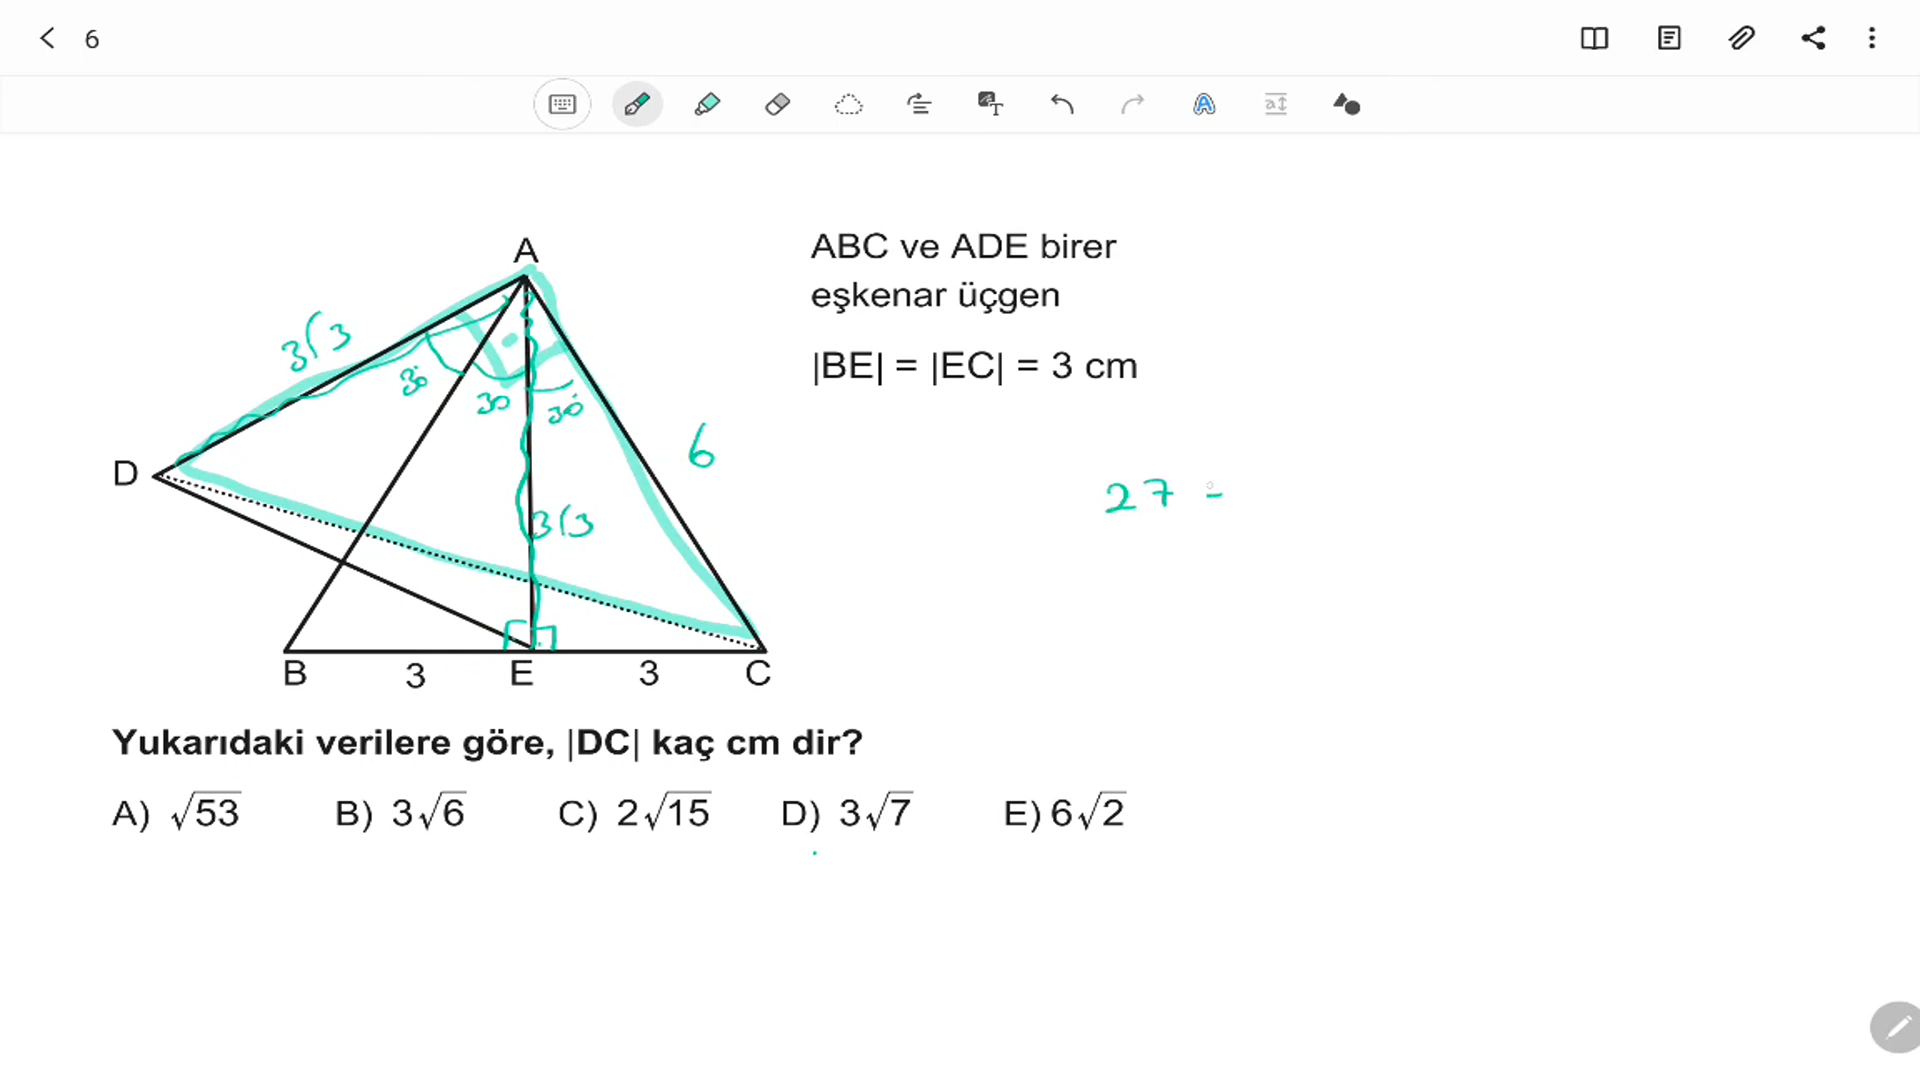 6
A
ABC ve ADE birer
eşkenar üçgen
|BE| = |EC| = 3 cm
3√3
30°
30
30°
6
D
3√3
27 =
B 3 E 3 C
Yukarıdaki verilere göre, |DC| kaç cm dir?
A) √53 B) 3√6 C) 2√15 D) 3√7 E) 6√2